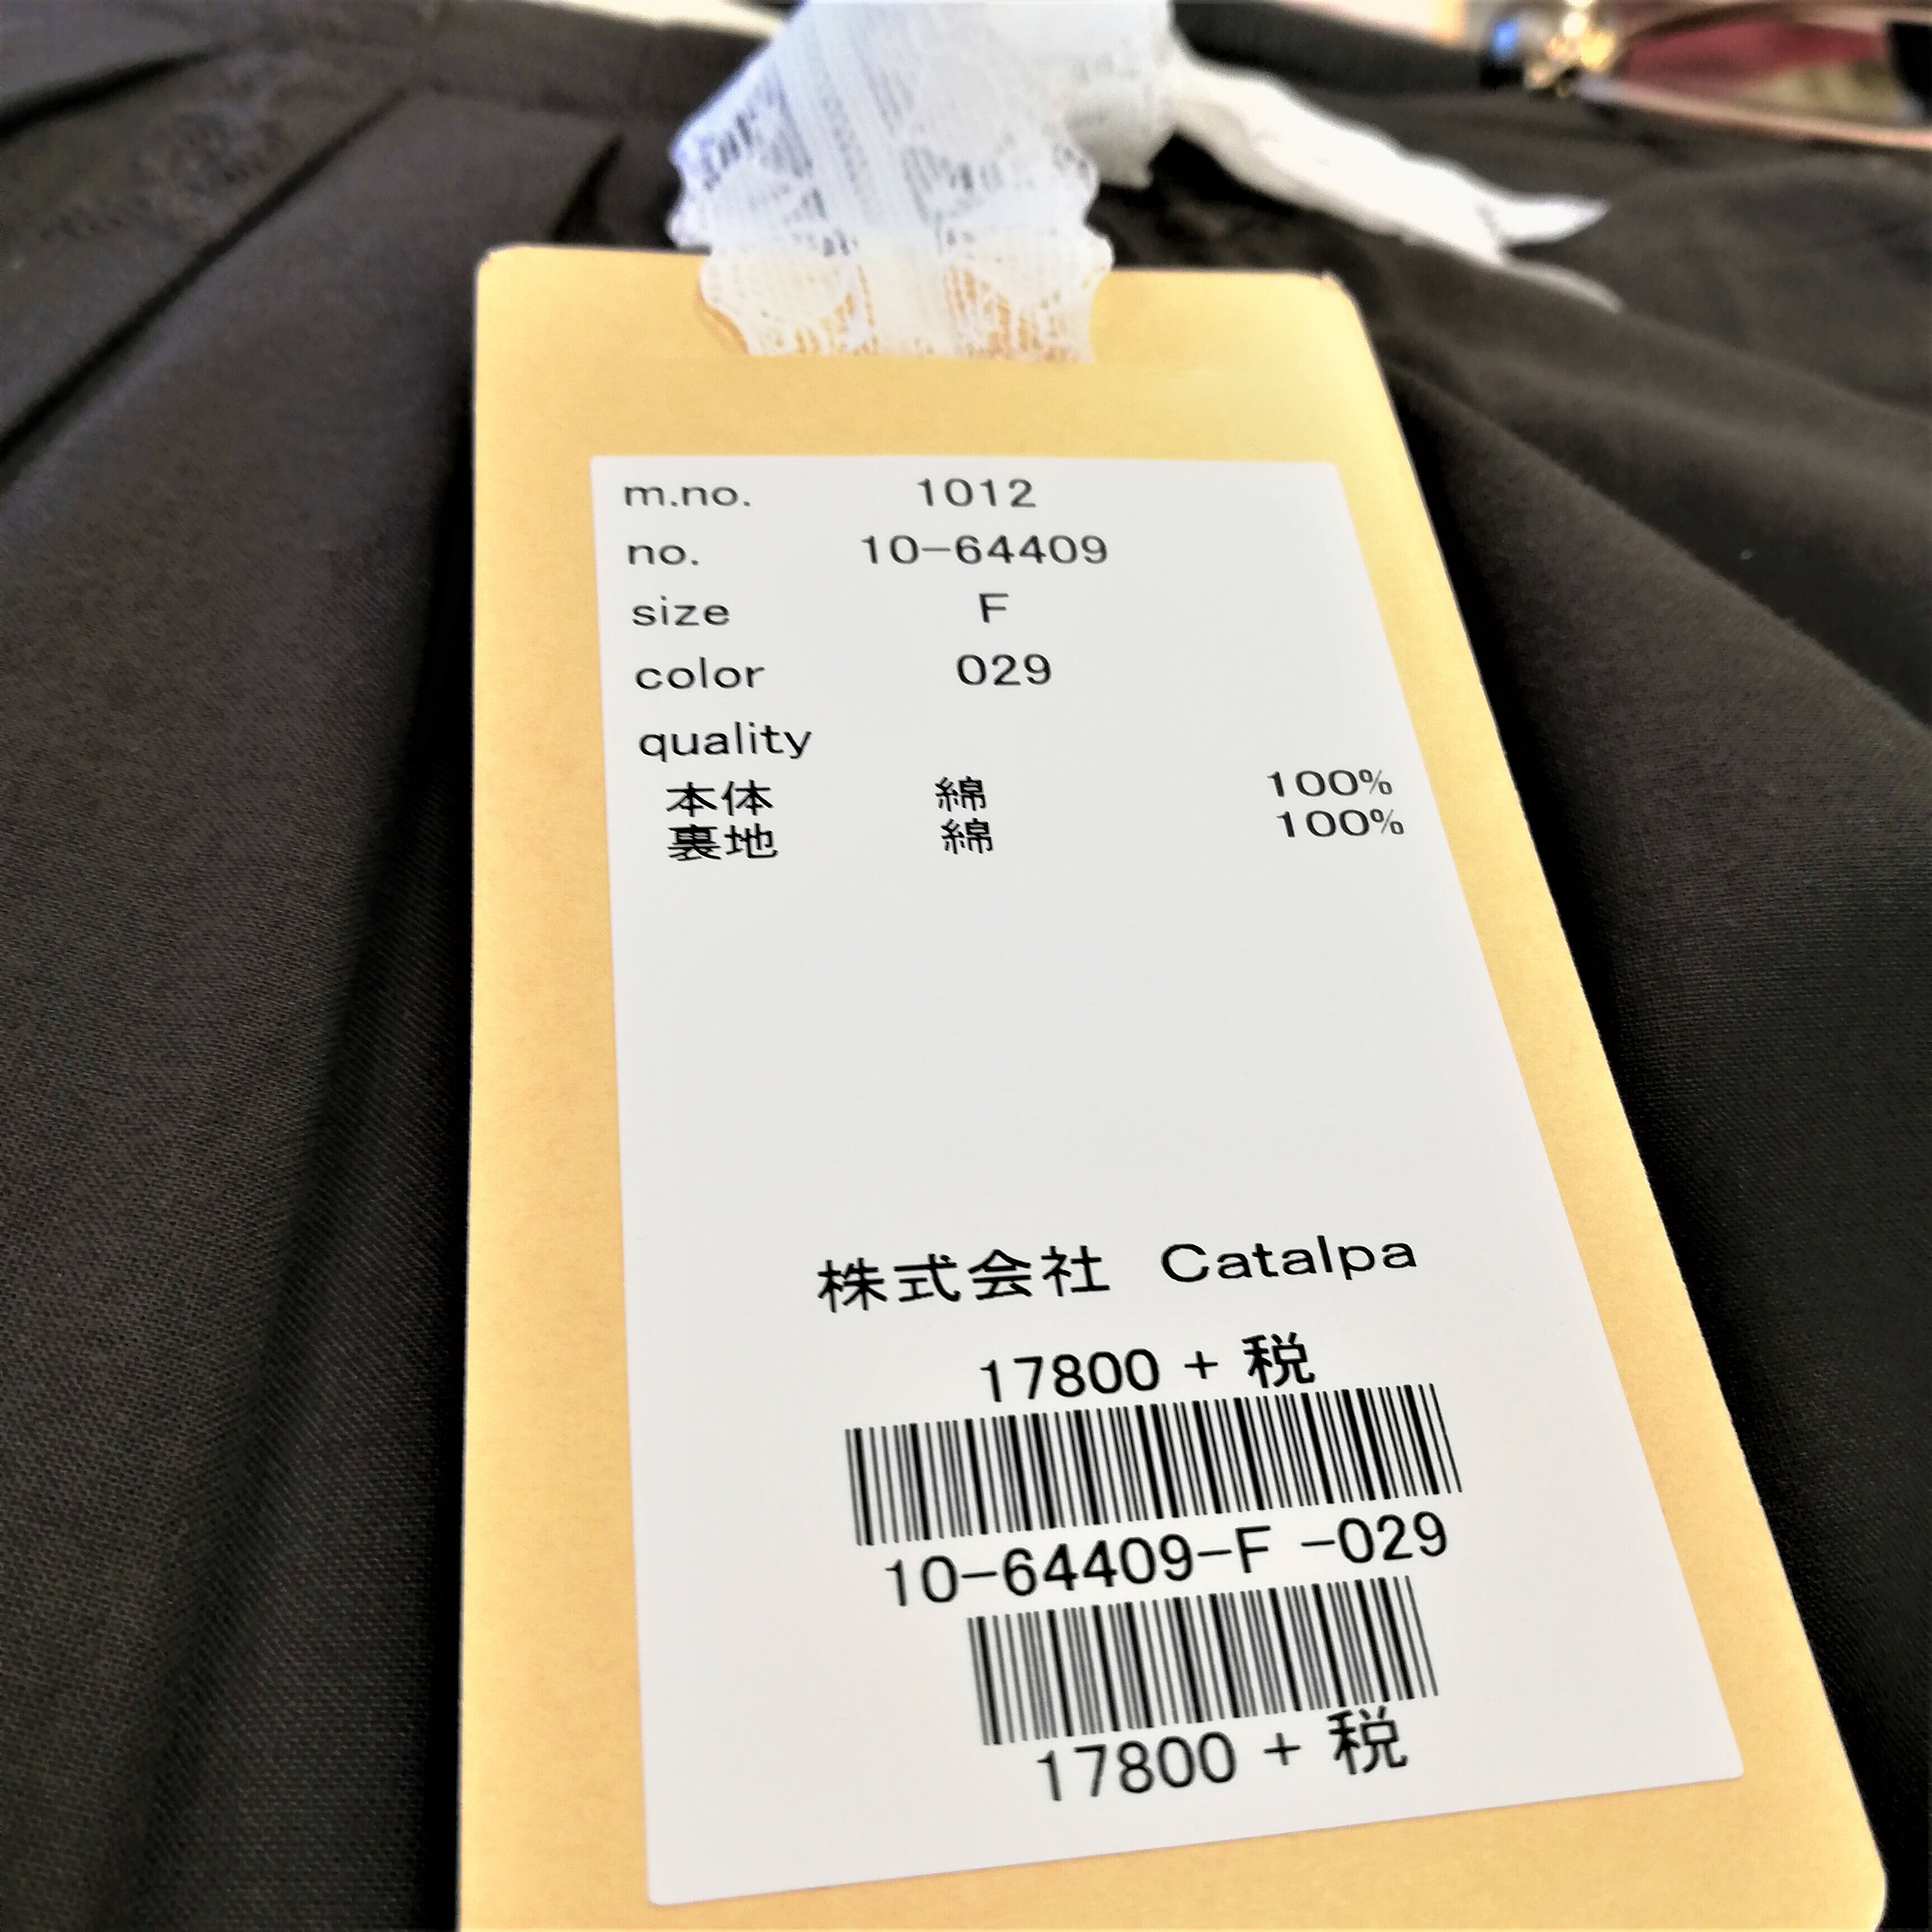 m.no. 1012
no. 10-64409
size F
color 029
quality
本体 綿 100%
裏地 綿 100%
株式会社 Catalpa
17800 + 税
10-64409-F -029
17800 + 税